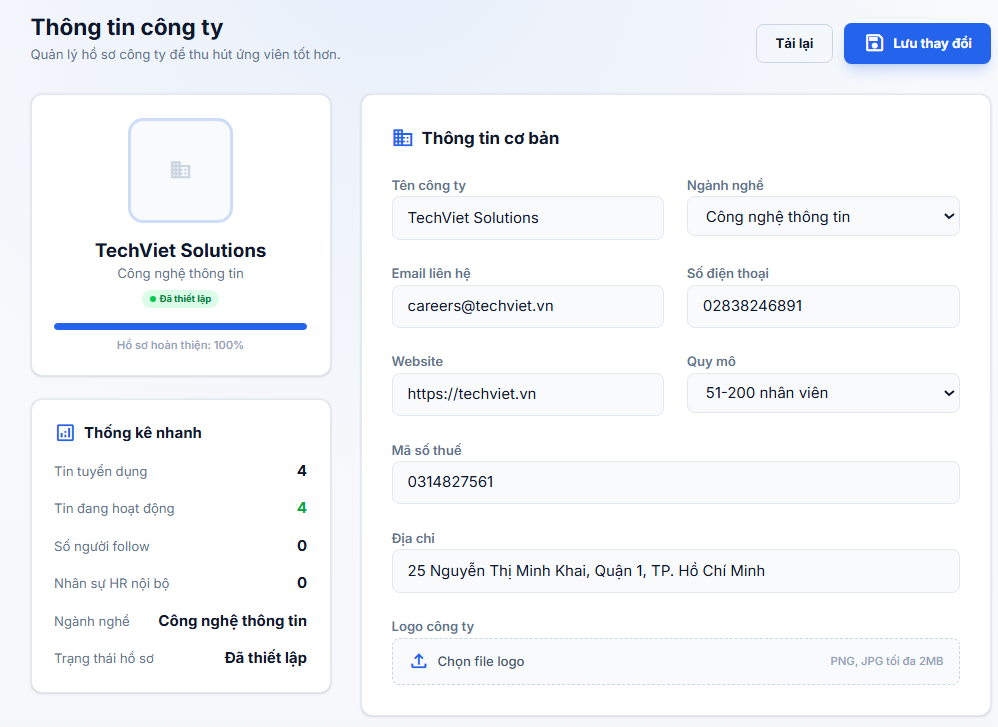 Thông tin công ty
Quản lý hồ sơ công ty để thu hút ứng viên tốt hơn.
Tải lại
Lưu thay đổi
TechViet Solutions
Công nghệ thông tin
Đã thiết lập
Hồ sơ hoàn thiện: 100%
Thống kê nhanh
Tin tuyển dụng 4
Tin đang hoạt động 4
Số người follow 0
Nhân sự HR nội bộ 0
Ngành nghề Công nghệ thông tin
Trạng thái hồ sơ Đã thiết lập
Thông tin cơ bản
Tên công ty
TechViet Solutions
Ngành nghề
Công nghệ thông tin
Email liên hệ
careers@techviet.vn
Số điện thoại
02838246891
Website
https://techviet.vn
Quy mô
51-200 nhân viên
Mã số thuế
0314827561
Địa chỉ
25 Nguyễn Thị Minh Khai, Quận 1, TP. Hồ Chí Minh
Logo công ty
Chọn file logo
PNG, JPG tối đa 2MB